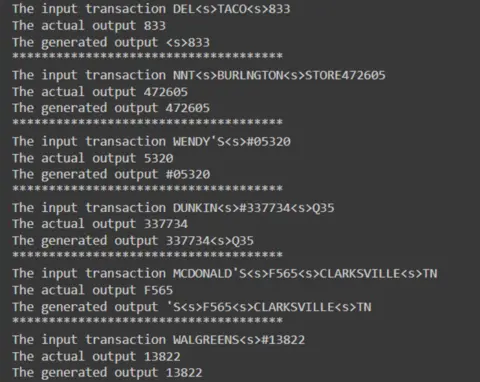 The input transaction DEL<s>TACO<s>833
The actual output 833
The generated output <s>833
*************************************
The input transaction NNT<s>BURLNGTON<s>STORE472605
The actual output 472605
The generated output 472605
*************************************
The input transaction WENDY'S<s>#05320
The actual output 5320
The generated output #05320
*************************************
The input transaction DUNKIN<s>#337734<s>Q35
The actual output 337734
The generated output 337734<s>Q35
*************************************
The input transaction MCDONALD'S<s>F565<s>CLARKSVILLE<s>TN
The actual output F565
The generated output 'S<s>F565<s>CLARKSVILLE<s>TN
*************************************
The input transaction WALGREENS<s>#13822
The actual output 13822
The generated output 13822